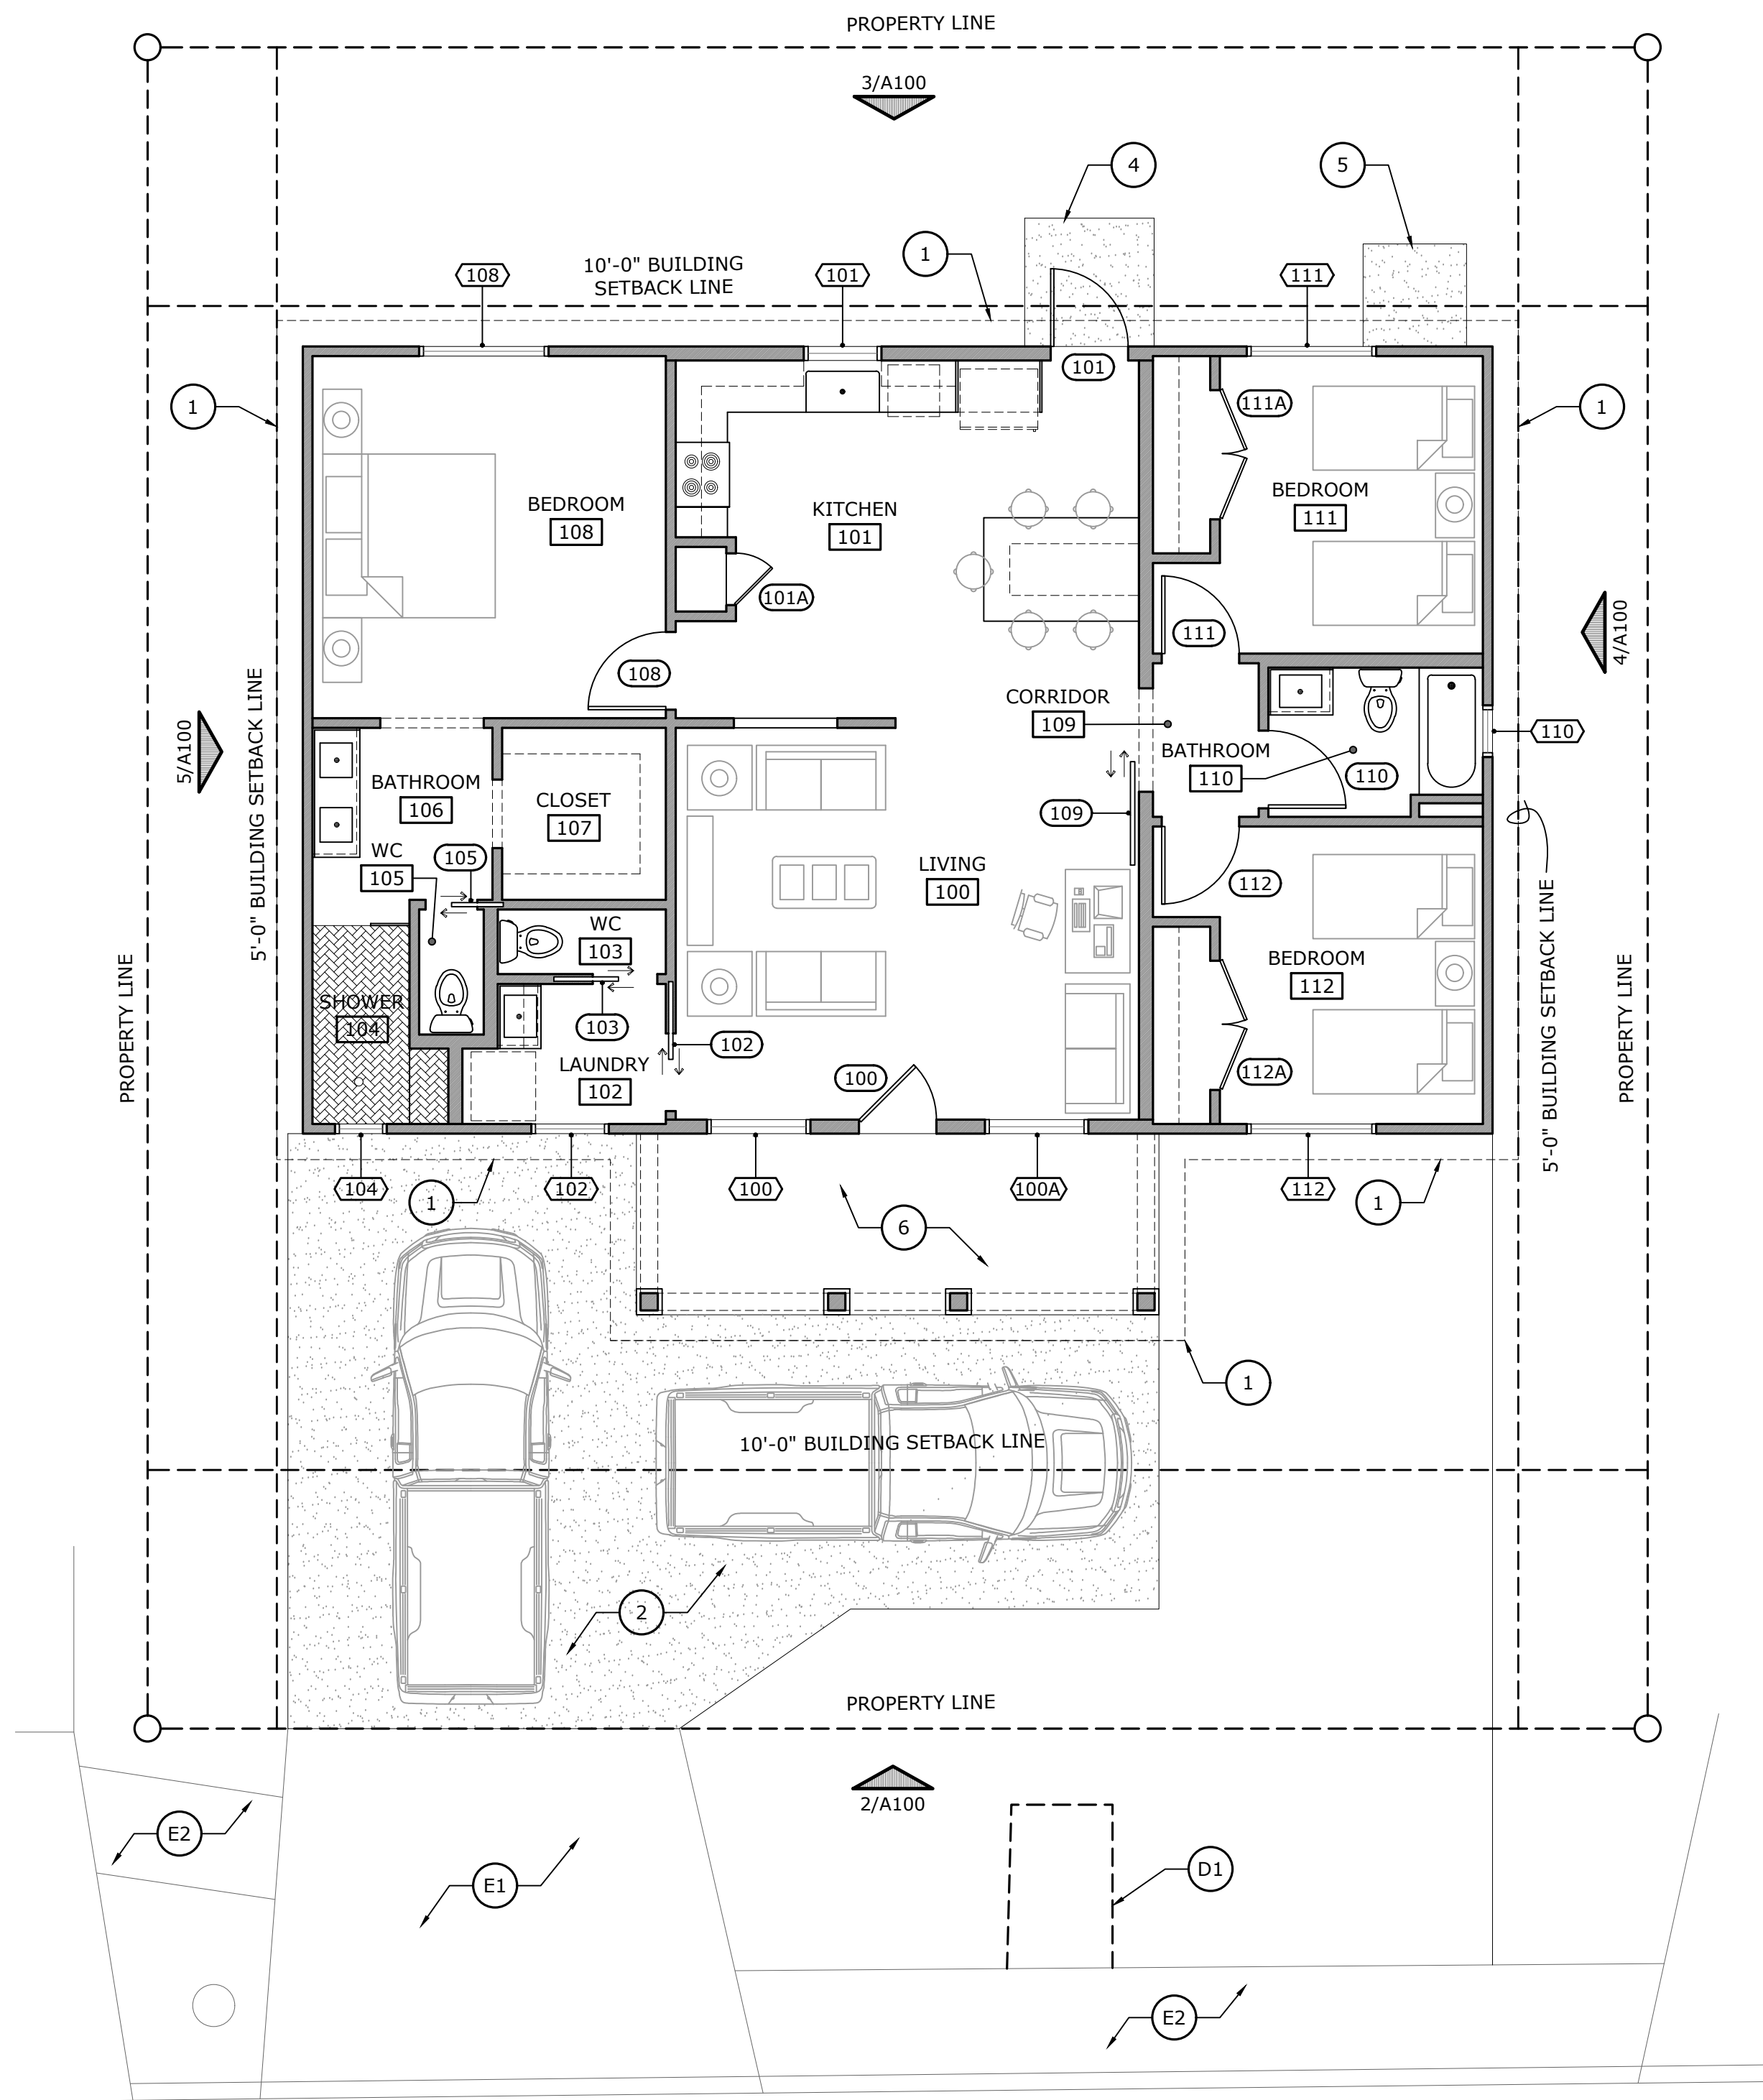 PROPERTY LINE
3/A100
4
5
1
10'-0" BUILDING
SETBACK LINE
108
101
111
101
1
111A
1
BEDROOM
108
KITCHEN
101
BEDROOM
111
101A
111
4/A100
108
CORRIDOR
109
110
5/A100
BATHROOM
110
110
5'-0" BUILDING SETBACK LINE
BATHROOM
106
CLOSET
107
109
WC
105
105
LIVING
100
112
WC
103
BEDROOM
112
5'-0" BUILDING SETBACK LINE
PROPERTY LINE
PROPERTY LINE
SHOWER
104
103
102
LAUNDRY
102
100
112A
104
1
102
100
100A
112
1
6
1
10'-0" BUILDING SETBACK LINE
2
PROPERTY LINE
2/A100
E2
E1
D1
E2